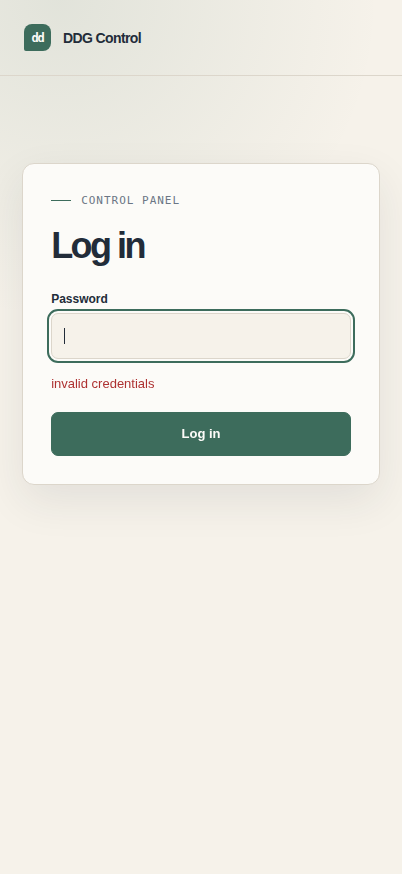 dd DDG Control
CONTROL PANEL
Log in
Password
invalid credentials
Log in